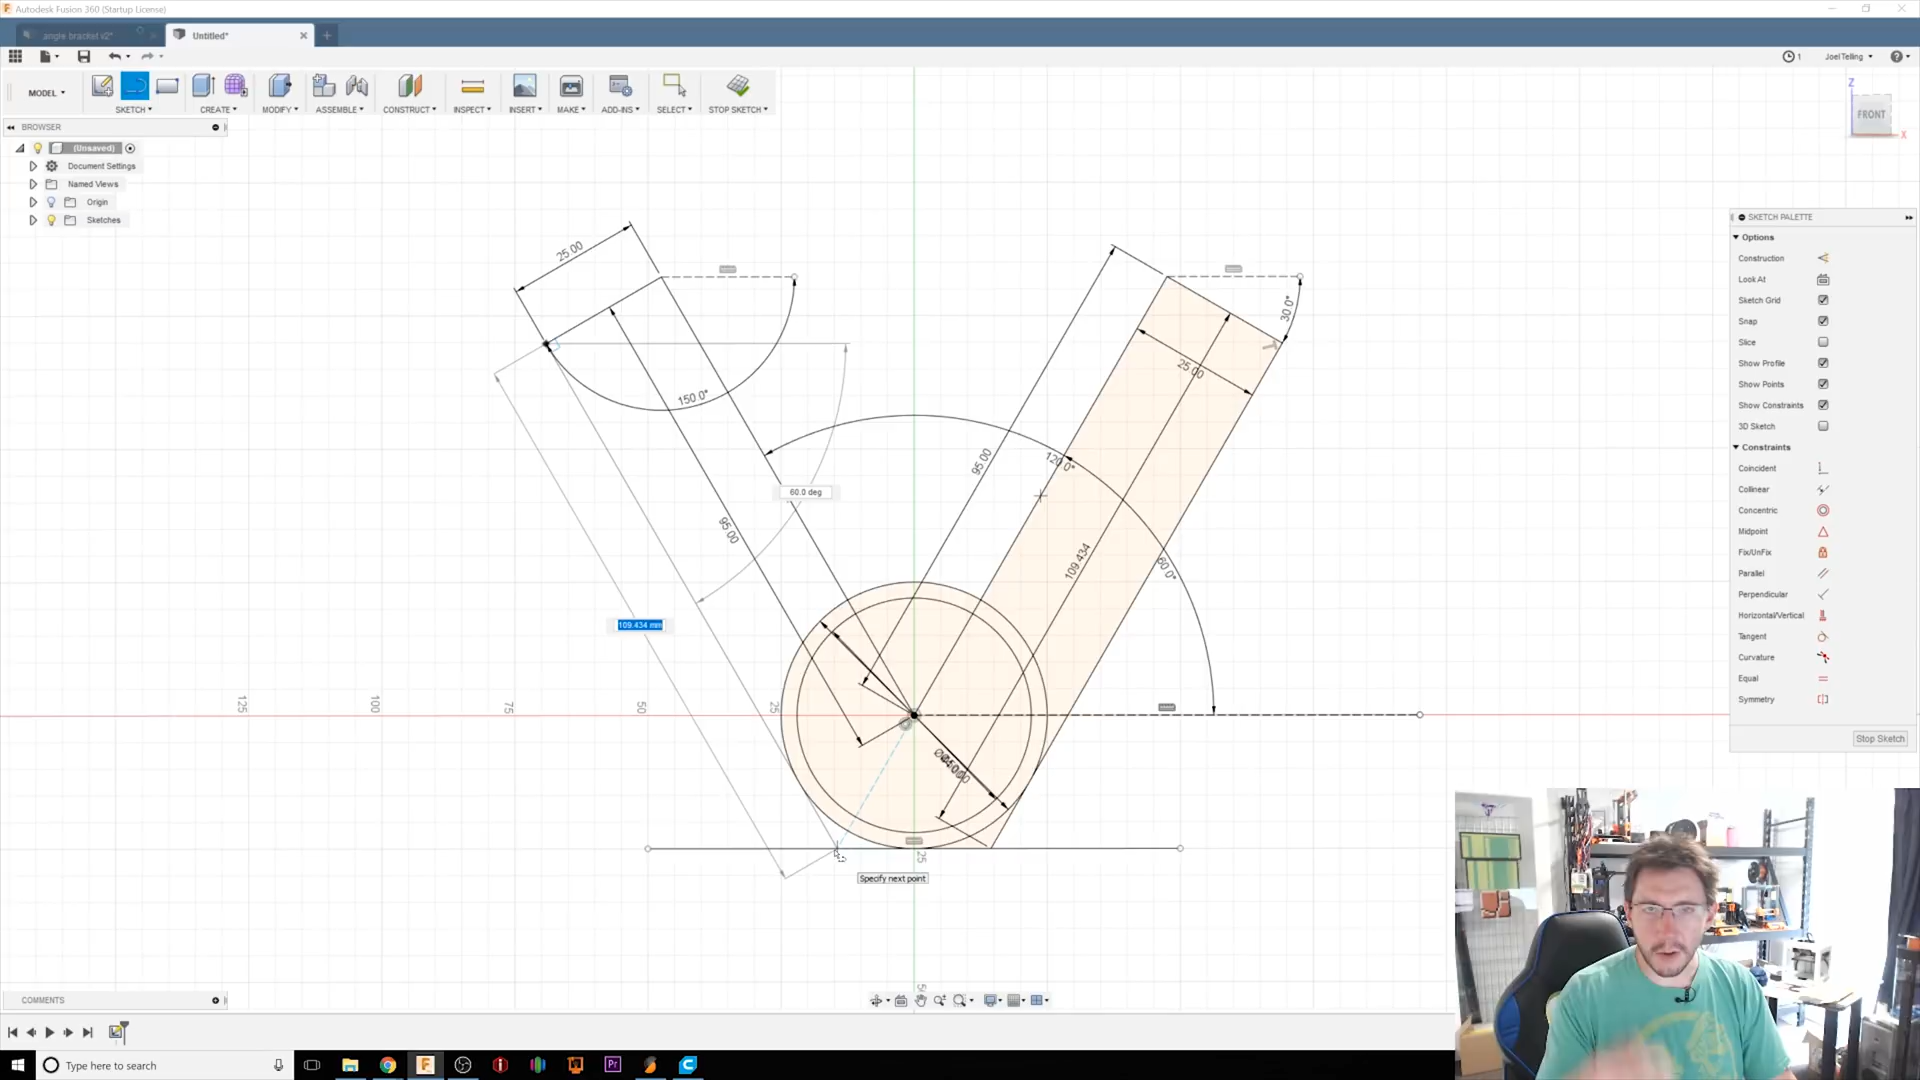 Autodesk Fusion 360 (Startup License)
angle bracket v2*
Untitled*
1
Joel Telling
MODEL
SKETCH
CREATE
MODIFY
ASSEMBLE
CONSTRUCT
INSPECT
INSERT
MAKE
ADD-INS
SELECT
STOP SKETCH
Z
FRONT
X
BROWSER
(Unsaved)
Document Settings
Named Views
Origin
Sketches
SKETCH PALETTE
Options
Construction
Look At
Sketch Grid
Snap
Slice
Show Profile
Show Points
Show Constraints
3D Sketch
Constraints
Coincident
Collinear
Concentric
Midpoint
Fix/UnFix
Parallel
Perpendicular
Horizontal/Vertical
Tangent
Curvature
Equal
Symmetry
Stop Sketch
25.00
150.0°
95.00
60.0 deg
109.434 mm
95.00
120.0°
30.0°
25.00
109.434
60.0°
125
100
75
50
25
25
Specify next point
COMMENTS
Type here to search
Pr